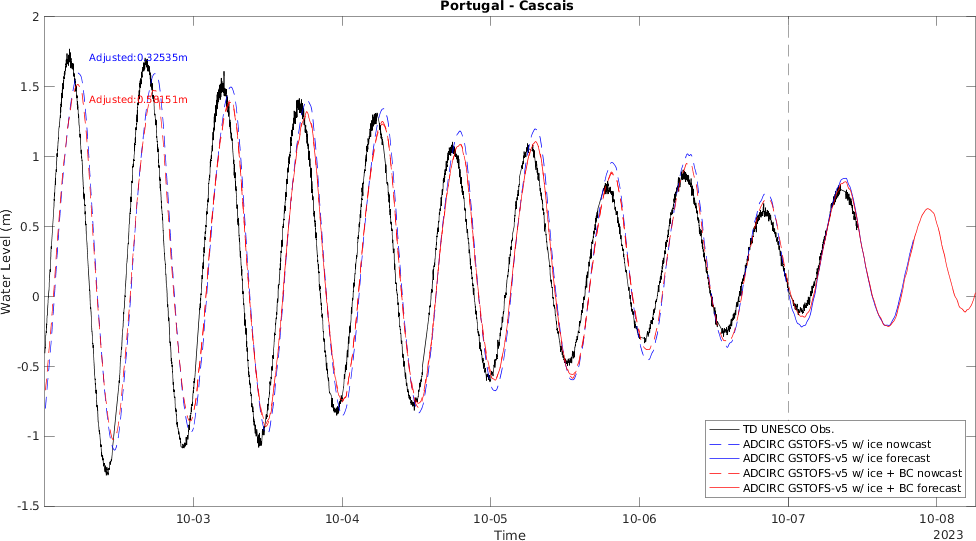 Portugal - Cascais
Water Level (m)
2
1.5
1
0.5
0
-0.5
-1
-1.5
Adjusted:0.32535m
Adjusted:0.58151m
TD UNESCO Obs.
ADCIRC GSTOFS-v5 w/ ice nowcast
ADCIRC GSTOFS-v5 w/ ice forecast
ADCIRC GSTOFS-v5 w/ ice + BC nowcast
ADCIRC GSTOFS-v5 w/ ice + BC forecast
10-03 10-04 10-05 10-06 10-07 10-08
Time
2023